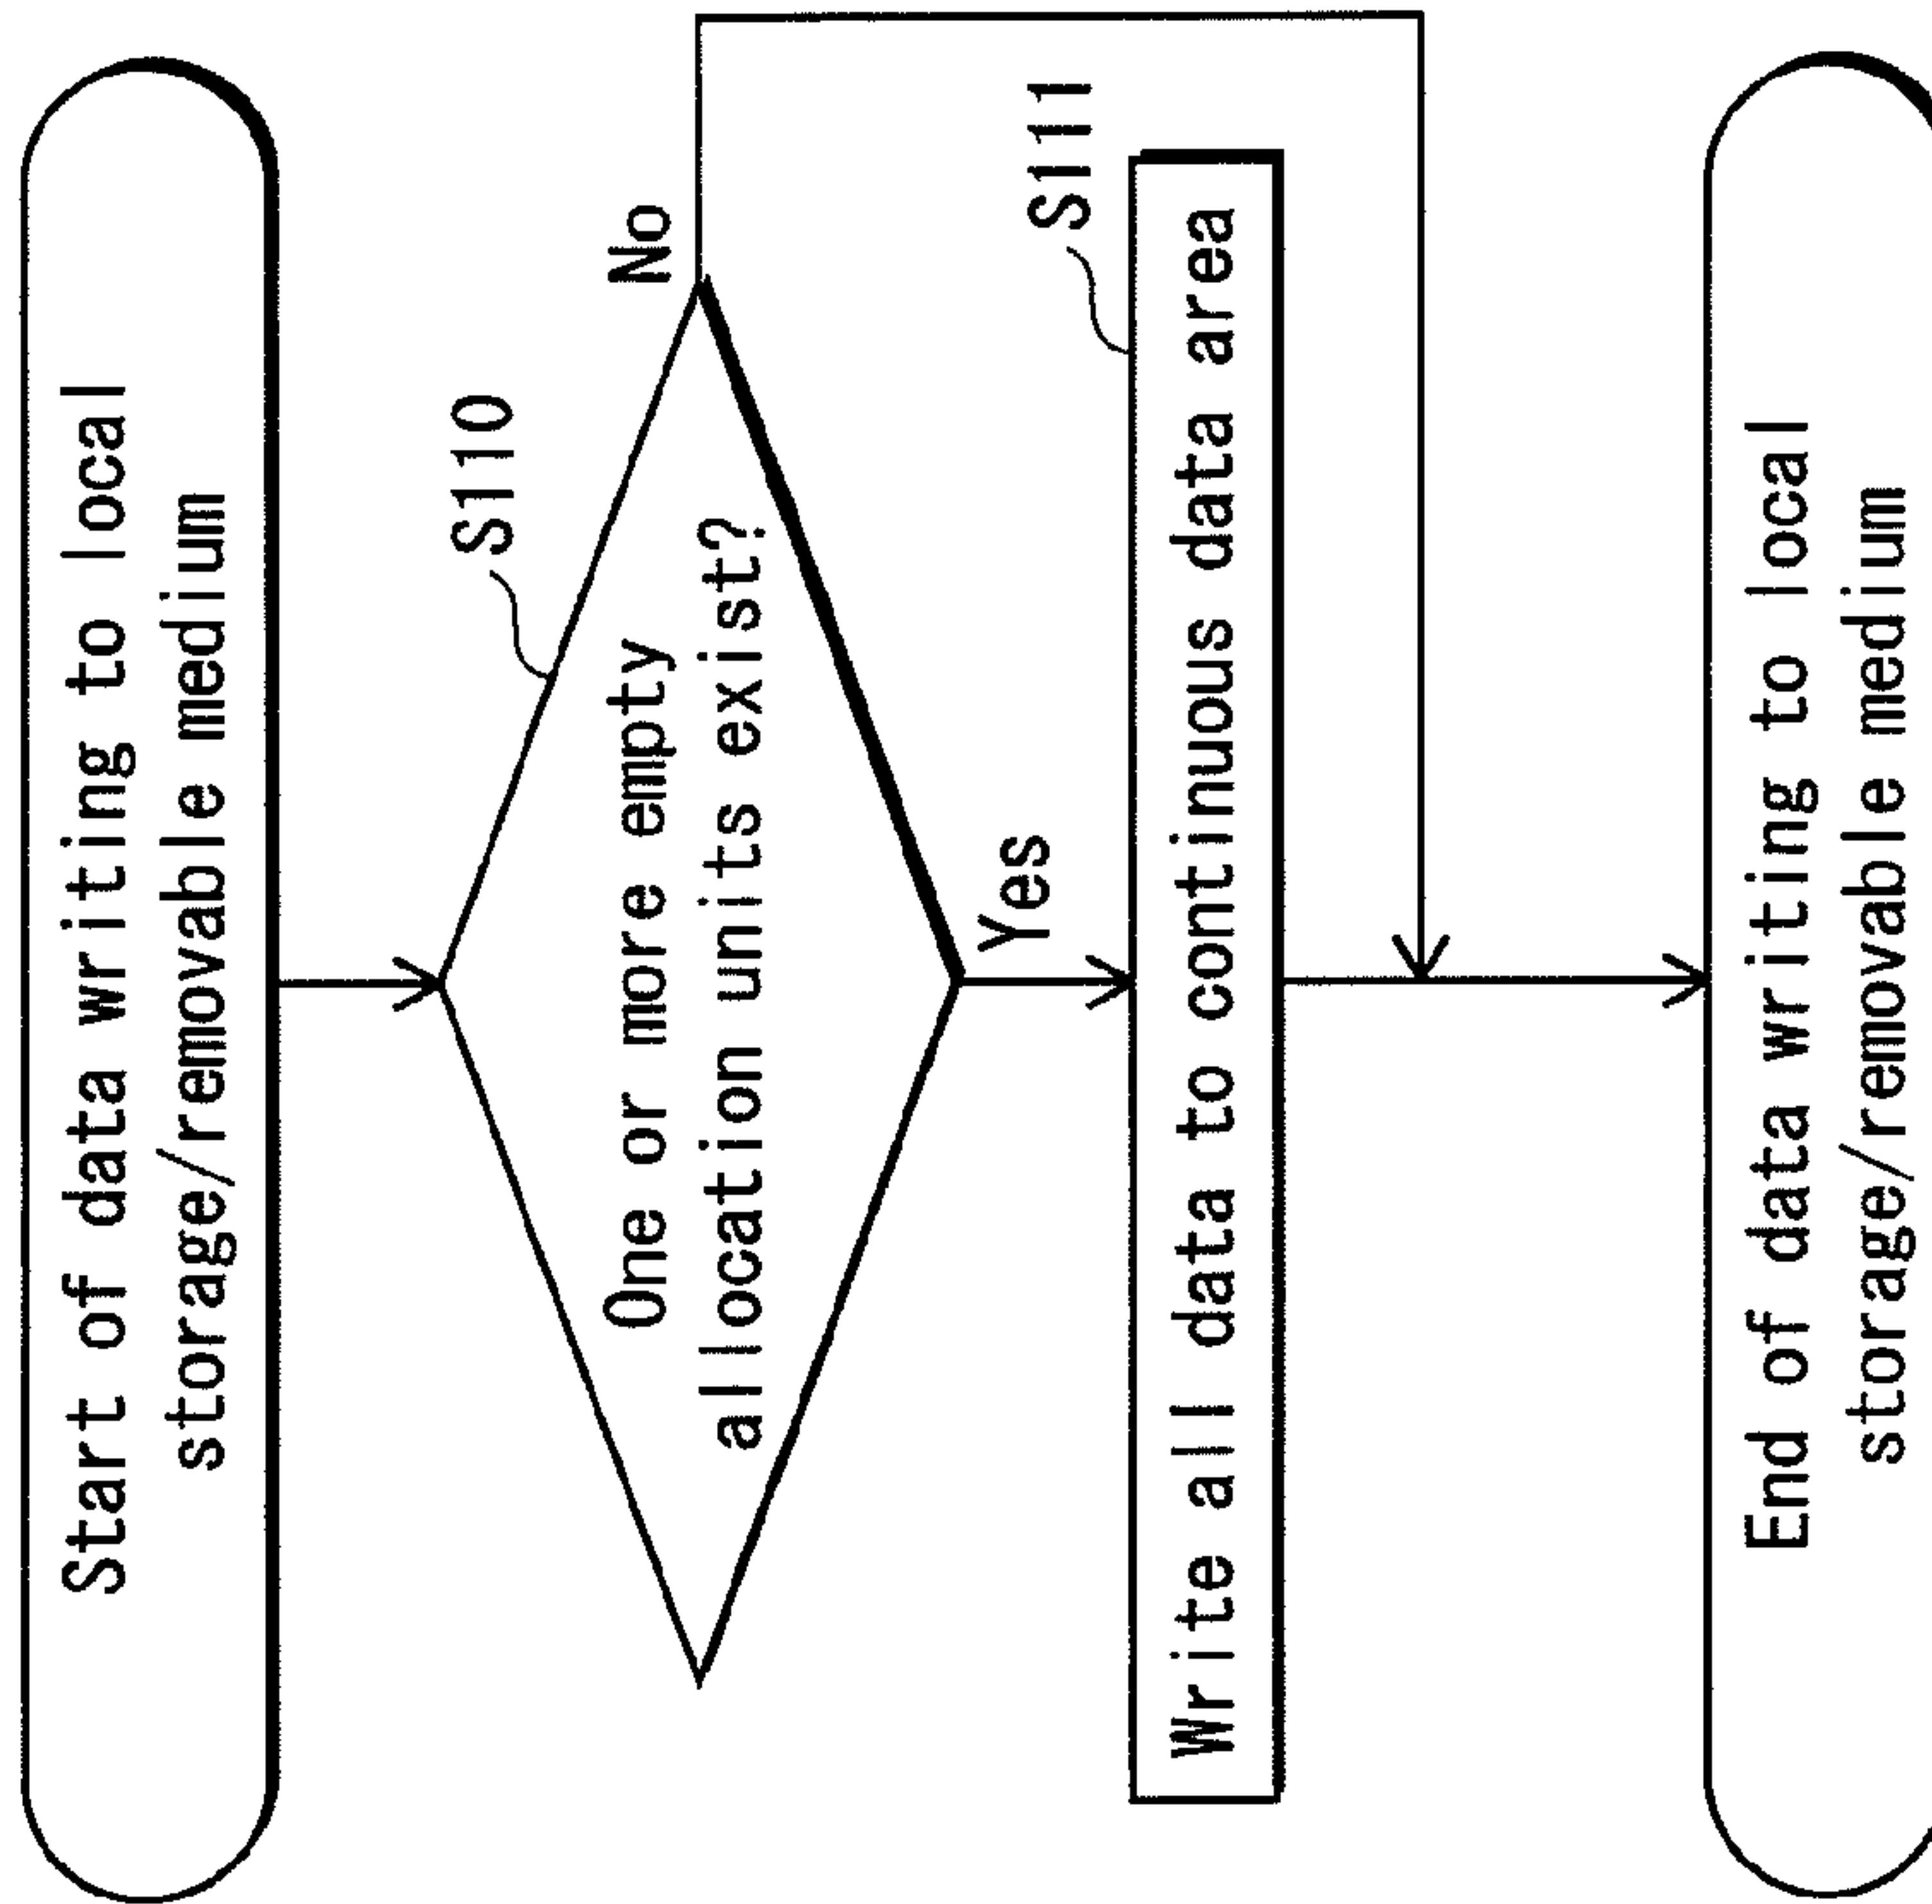 Start of data writing to local
storage/removable medium
S110
One or more empty
allocation units exist?
No
Yes
S111
Write all data to continuous data area
End of data writing to local
storage/removable medium